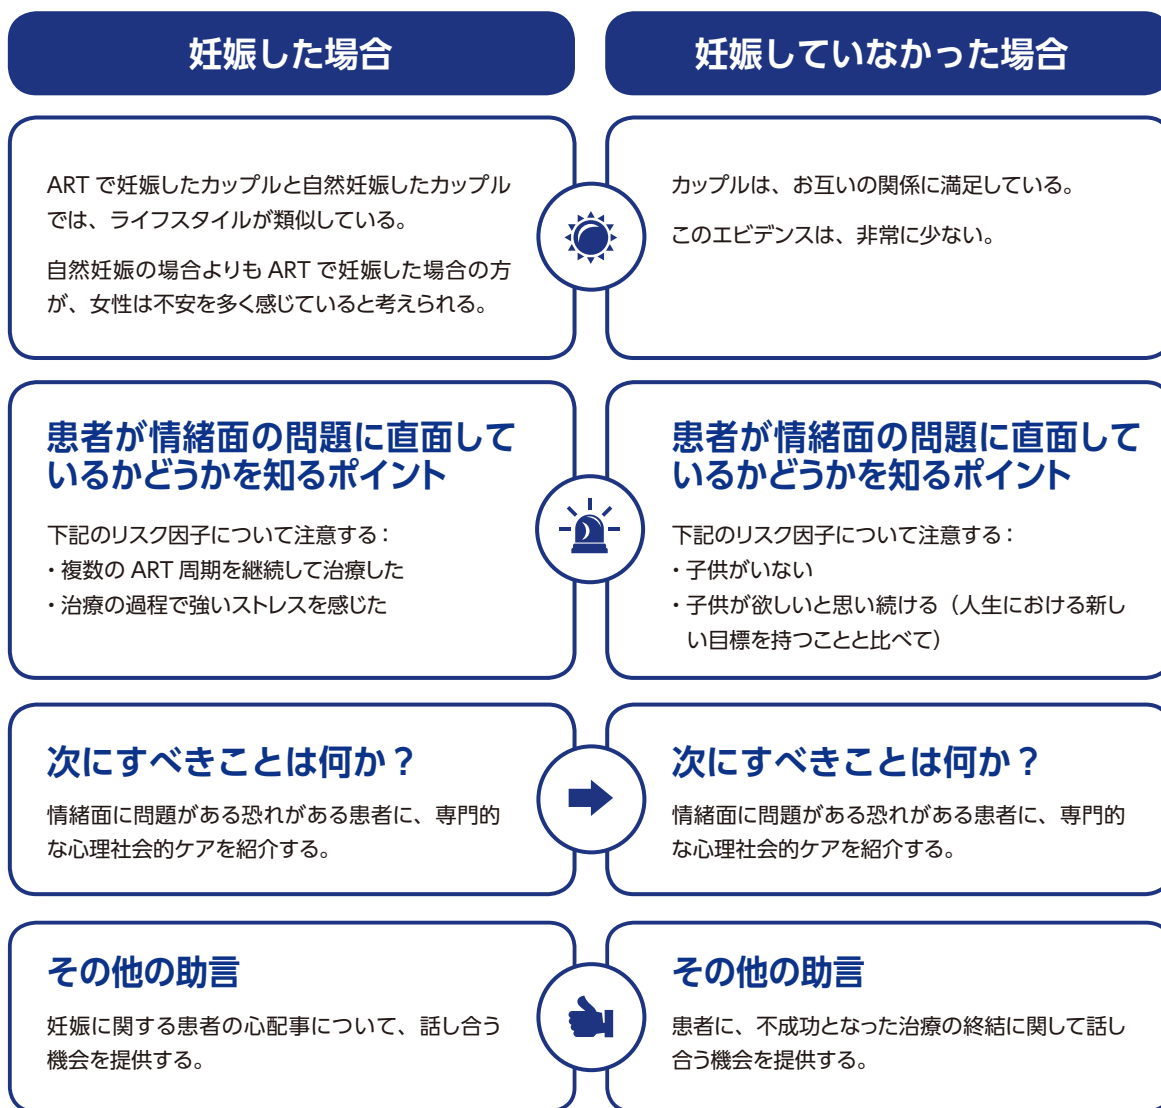 妊娠した場合
妊娠していなかった場合
ART で妊娠したカップルと自然妊娠したカップル
では、ライフスタイルが類似している。
自然妊娠の場合よりも ART で妊娠した場合の方
が、女性は不安を多く感じていると考えられる。
カップルは、お互いの関係に満足している。
このエビデンスは、非常に少ない。
患者が情緒面の問題に直面して
いるかどうかを知るポイント
下記のリスク因子について注意する：
・複数の ART 周期を継続して治療した
・治療の過程で強いストレスを感じた
患者が情緒面の問題に直面して
いるかどうかを知るポイント
下記のリスク因子について注意する：
・子供がいない
・子供が欲しいと思い続ける（人生における新し
い目標を持つことと比べて）
次にすべきことは何か？
情緒面に問題がある恐れがある患者に、専門的
な心理社会的ケアを紹介する。
次にすべきことは何か？
情緒面に問題がある恐れがある患者に、専門的
な心理社会的ケアを紹介する。
その他の助言
妊娠に関する患者の心配事について、話し合う
機会を提供する。
その他の助言
患者に、不成功となった治療の終結に関して話し
合う機会を提供する。